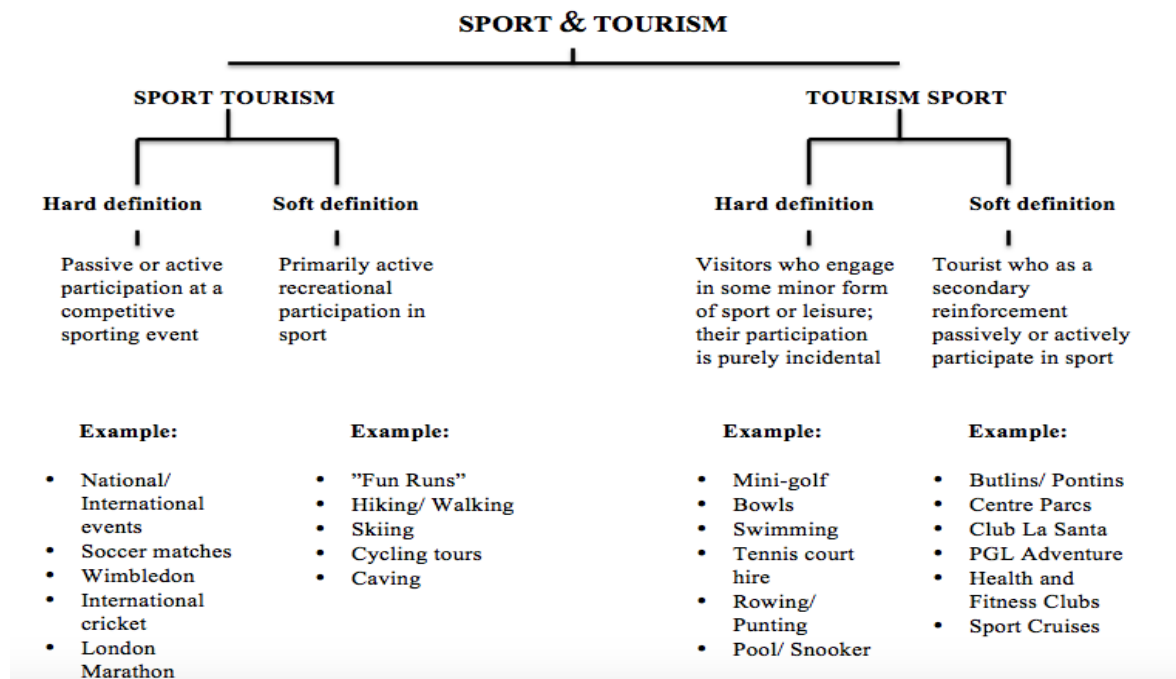 SPORT & TOURISM
SPORT TOURISM
Hard definition
Passive or active
participation at a
competitive
sporting event
Example:
• National/
International
events
• Soccer matches
• Wimbledon
• International
cricket
• London
Marathon
Soft definition
Primarily active
recreational
participation in
sport
Example:
• ”Fun Runs”
• Hiking/ Walking
• Skiing
• Cycling tours
• Caving
TOURISM SPORT
Hard definition
Visitors who engage
in some minor form
of sport or leisure;
their participation
is purely incidental
Example:
• Mini-golf
• Bowls
• Swimming
• Tennis court
hire
• Rowing/
Punting
• Pool/ Snooker
Soft definition
Tourist who as a
secondary
reinforcement
passively or actively
participate in sport
Example:
• Butlins/ Pontins
• Centre Parcs
• Club La Santa
• PGL Adventure
• Health and
Fitness Clubs
• Sport Cruises